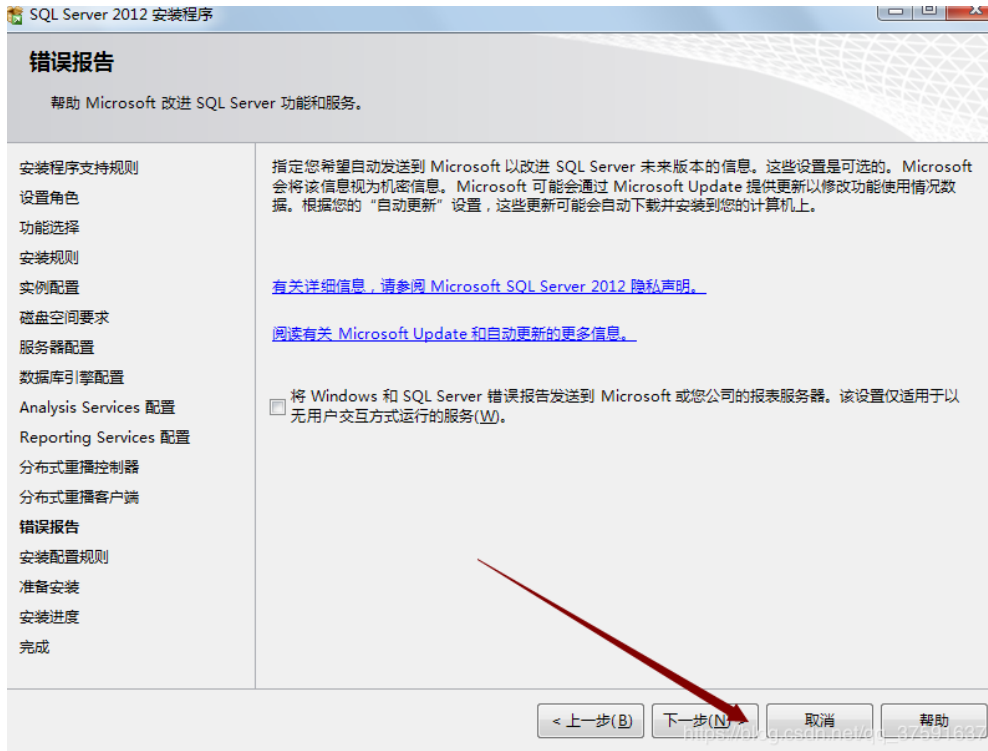 SQL Server 2012 安装程序
错误报告
帮助 Microsoft 改进 SQL Server 功能和服务。
安装程序支持规则
设置角色
功能选择
安装规则
实例配置
磁盘空间要求
服务器配置
数据库引擎配置
Analysis Services 配置
Reporting Services 配置
分布式重播控制器
分布式重播客户端
错误报告
安装配置规则
准备安装
安装进度
完成
指定您希望自动发送到 Microsoft 以改进 SQL Server 未来版本的信息。这些设置是可选的。Microsoft
会将该信息视为机密信息。Microsoft 可能会通过 Microsoft Update 提供更新以修改功能使用情况数
据。根据您的“自动更新”设置，这些更新可能会自动下载并安装到您的计算机上。
有关详细信息，请参阅 Microsoft SQL Server 2012 隐私声明。
阅读有关 Microsoft Update 和自动更新的更多信息。
将 Windows 和 SQL Server 错误报告发送到 Microsoft 或您公司的报表服务器。该设置仅适用于以
无用户交互方式运行的服务(W)。
< 上一步(B)
下一步(N) >
取消
帮助
https://blog.csdn.net/qq_37591637